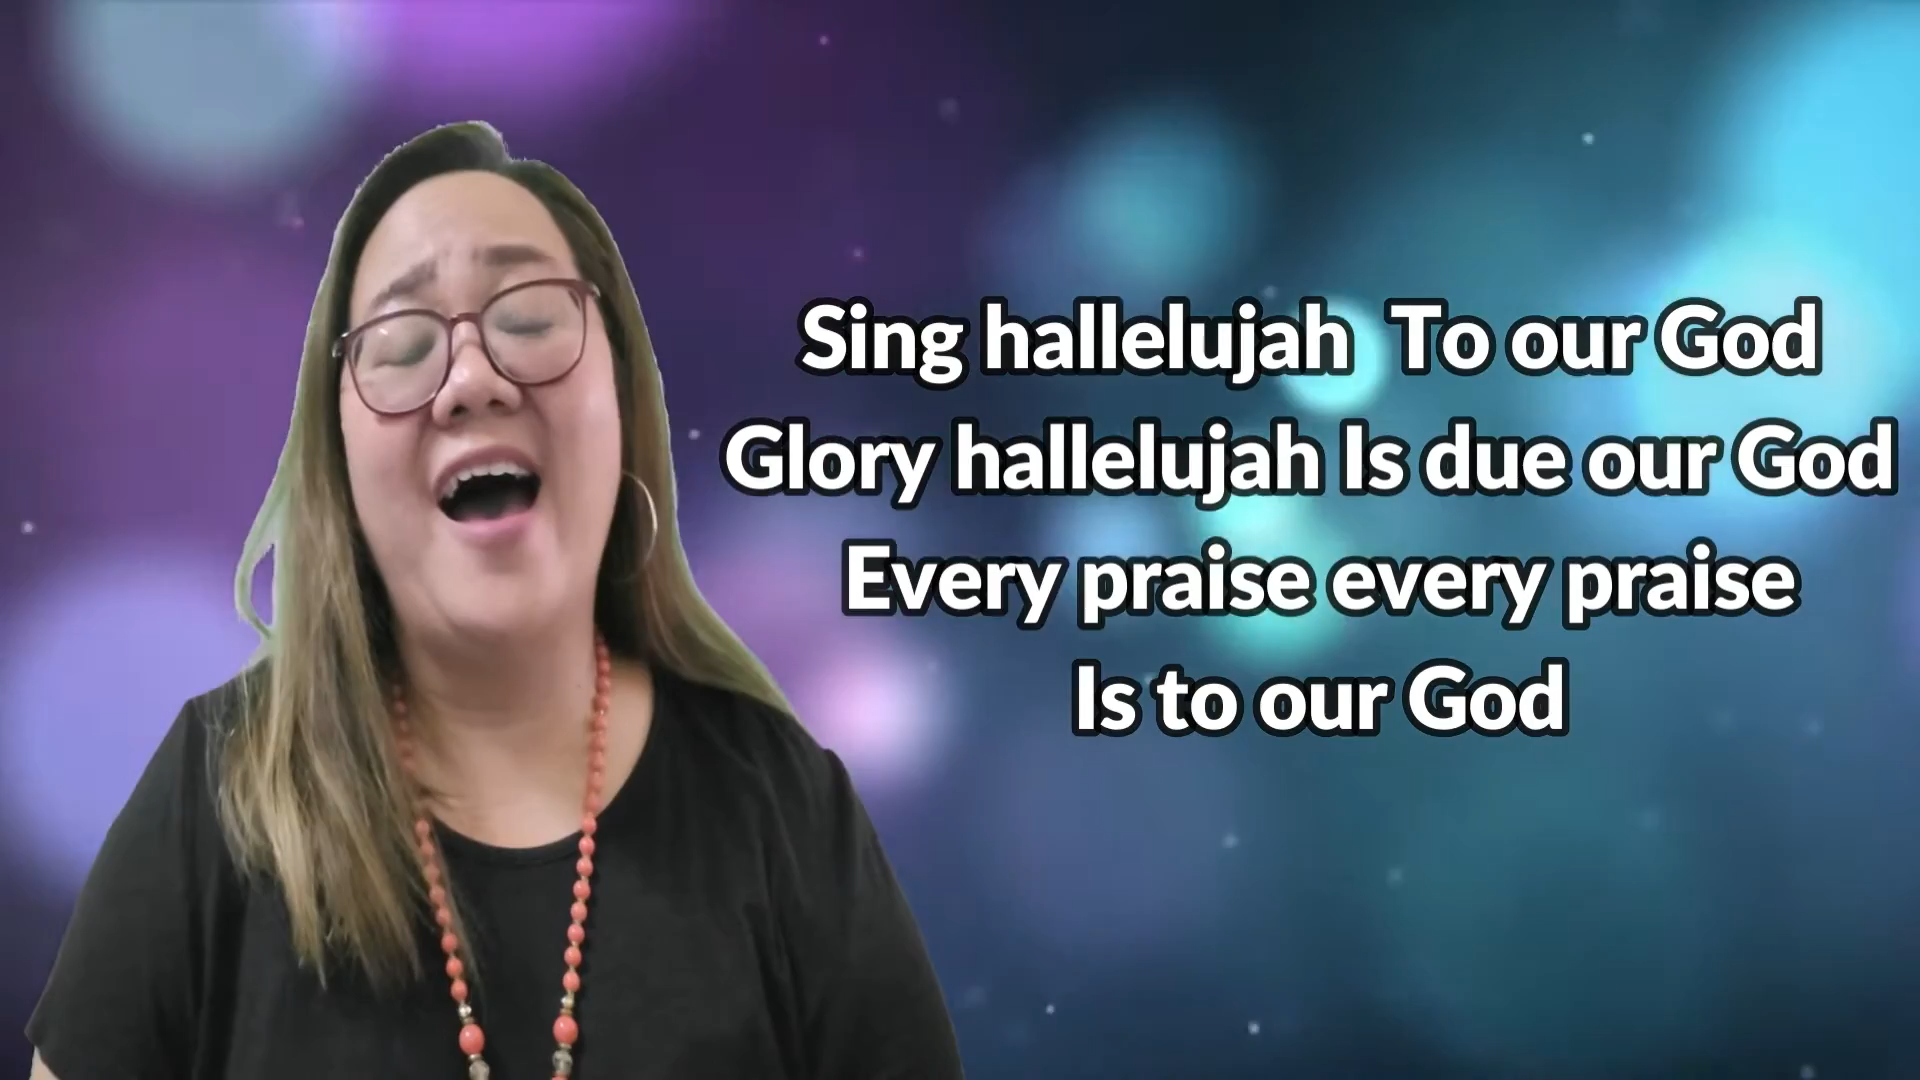 Sing hallelujah To our God
Glory hallelujah Is due our God
Every praise every praise
Is to our God